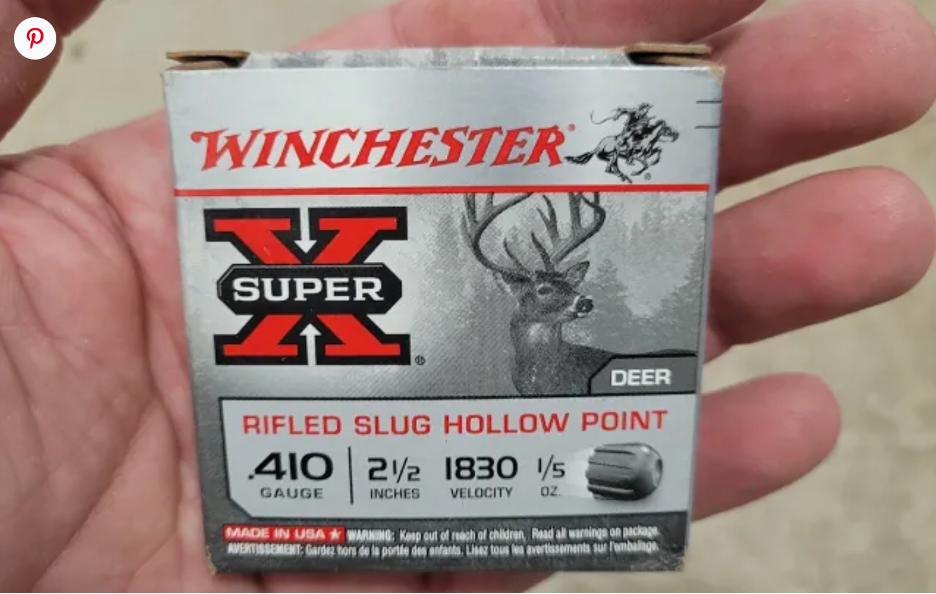 WINCHESTER®
SUPER X®
DEER
RIFLED SLUG HOLLOW POINT
.410 2 1/2 1830 1/5
GAUGE INCHES VELOCITY OZ.
MADE IN USA ★ WARNING: Keep out of reach of children, Read all warnings on package.
AVERTISSEMENT: Gardez hors de la portée des enfants. Lisez tous les avertissements sur l'emballage.